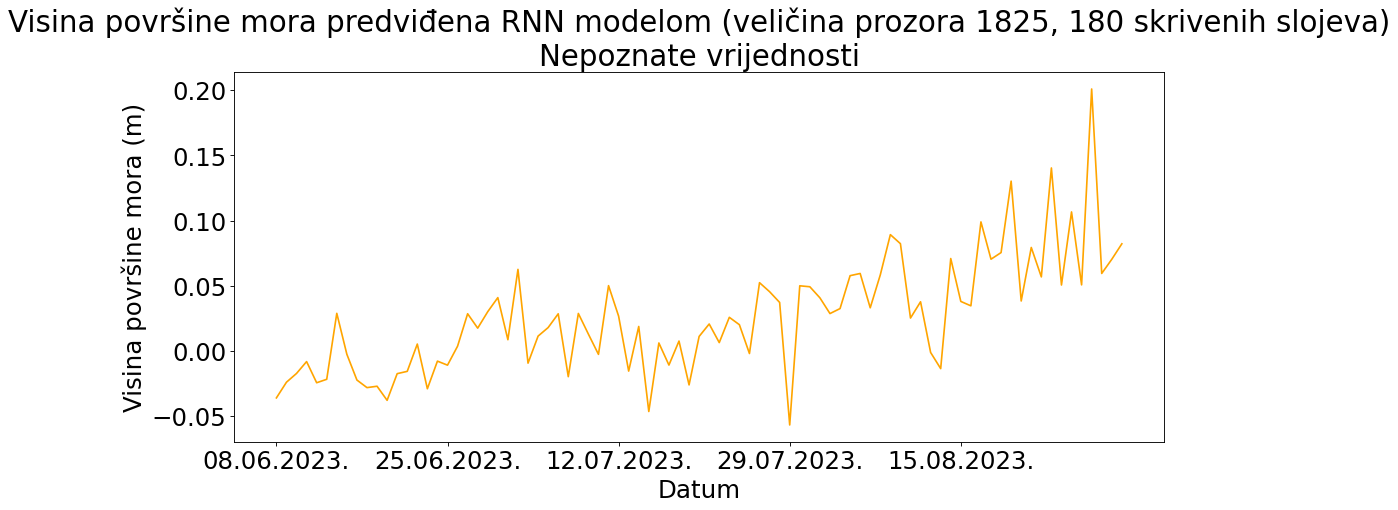 Visina površine mora predviđena RNN modelom (veličina prozora 1825, 180 skrivenih slojeva)
Nepoznate vrijednosti
Visina površine mora (m)
0.20
0.15
0.10
0.05
0.00
−0.05
08.06.2023. 25.06.2023. 12.07.2023. 29.07.2023. 15.08.2023.
Datum